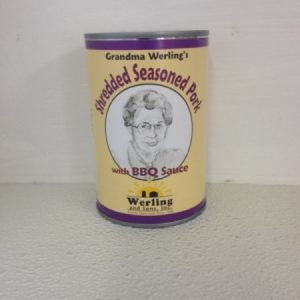 Grandma Werling's
Shredded Seasoned Pork
with BBQ Sauce
Werling
and Sons, Inc.